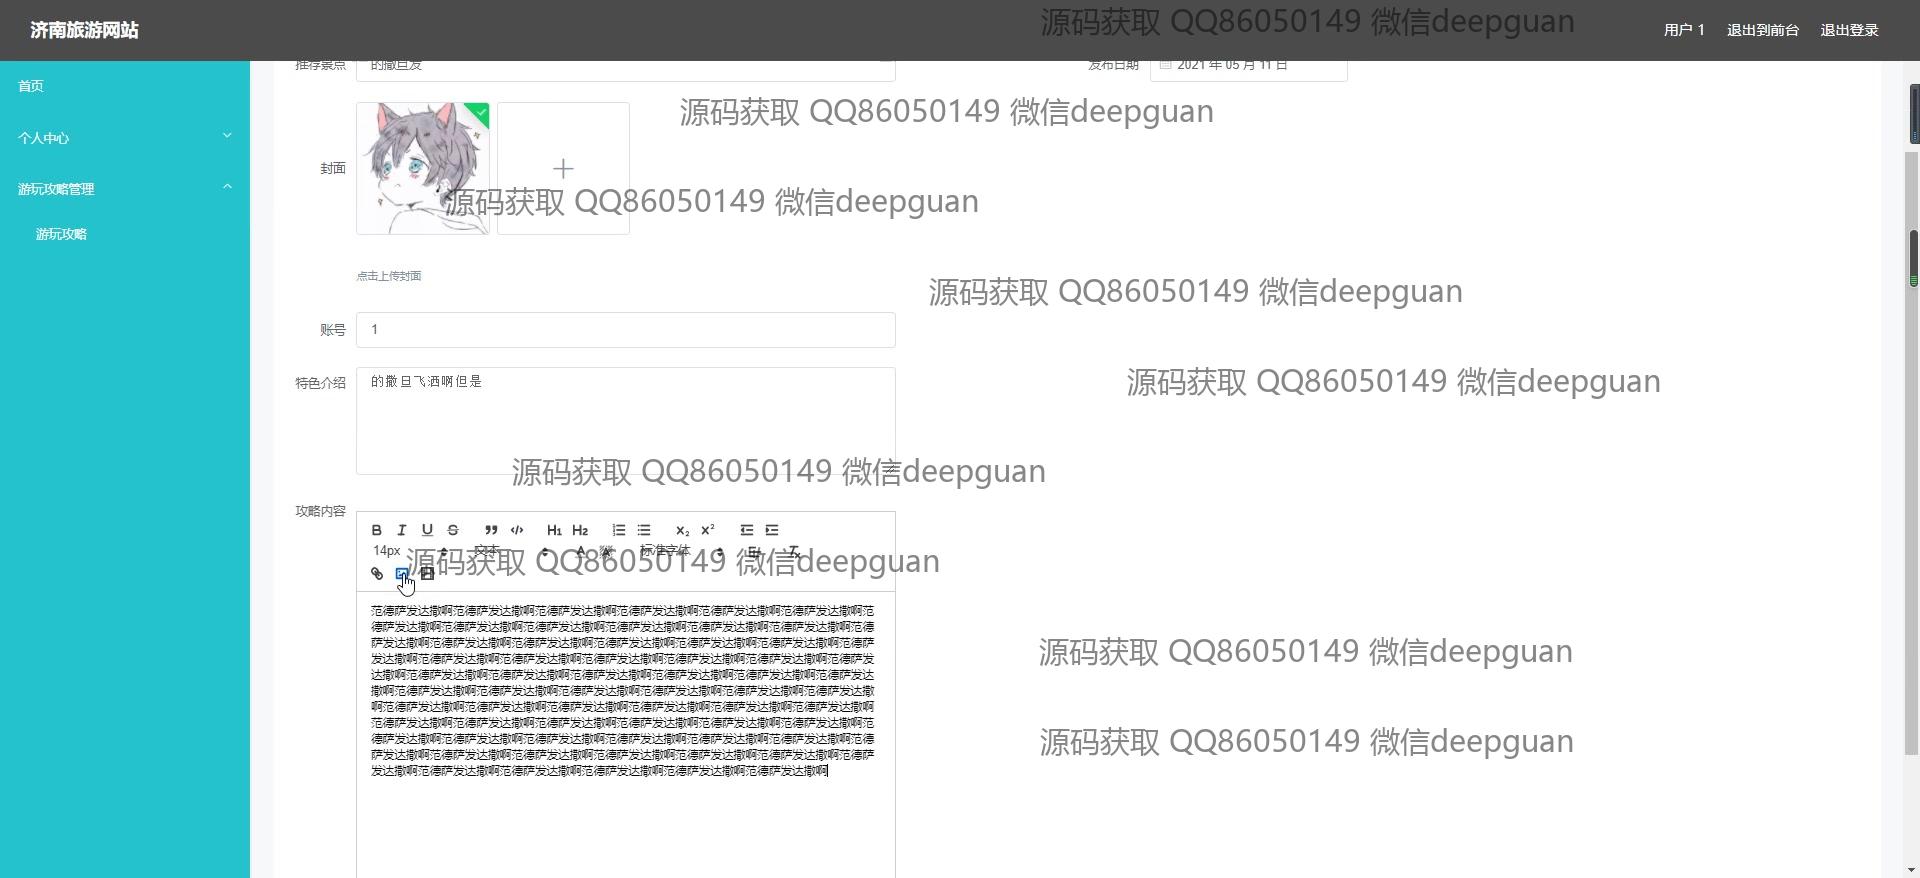 济南旅游网站
源码获取 QQ86050149 微信deepguan
用户 1
退出到前台
退出登录
首页
个人中心
游玩攻略管理
游玩攻略
推荐景点
的撒旦发
发布日期
2021 年 05 月 11 日
源码获取 QQ86050149 微信deepguan
封面
源码获取 QQ86050149 微信deepguan
点击上传封面
源码获取 QQ86050149 微信deepguan
账号
1
特色介绍
的撒旦飞洒啊但是
源码获取 QQ86050149 微信deepguan
源码获取 QQ86050149 微信deepguan
攻略内容
B I U S H1 H2 X2 X2
14px 文本 A 标准字体
源码获取 QQ86050149 微信deepguan
范德萨发达撒啊范德萨发达撒啊范德萨发达撒啊范德萨发达撒啊范德萨发达撒啊范德萨发达撒啊范
德萨发达撒啊范德萨发达撒啊范德萨发达撒啊范德萨发达撒啊范德萨发达撒啊范德萨发达撒啊范德
萨发达撒啊范德萨发达撒啊范德萨发达撒啊范德萨发达撒啊范德萨发达撒啊范德萨发达撒啊范德萨
发达撒啊范德萨发达撒啊范德萨发达撒啊范德萨发达撒啊范德萨发达撒啊范德萨发达撒啊范德萨发
达撒啊范德萨发达撒啊范德萨发达撒啊范德萨发达撒啊范德萨发达撒啊范德萨发达撒啊范德萨发达
撒啊范德萨发达撒啊范德萨发达撒啊范德萨发达撒啊范德萨发达撒啊范德萨发达撒啊范德萨发达撒
啊范德萨发达撒啊范德萨发达撒啊范德萨发达撒啊范德萨发达撒啊范德萨发达撒啊范德萨发达撒啊
范德萨发达撒啊范德萨发达撒啊范德萨发达撒啊范德萨发达撒啊范德萨发达撒啊范德萨发达撒啊范
德萨发达撒啊范德萨发达撒啊范德萨发达撒啊范德萨发达撒啊范德萨发达撒啊范德萨发达撒啊范德
萨发达撒啊范德萨发达撒啊范德萨发达撒啊范德萨发达撒啊范德萨发达撒啊范德萨发达撒啊范德萨
发达撒啊范德萨发达撒啊范德萨发达撒啊范德萨发达撒啊范德萨发达撒啊范德萨发达撒啊
源码获取 QQ86050149 微信deepguan
源码获取 QQ86050149 微信deepguan